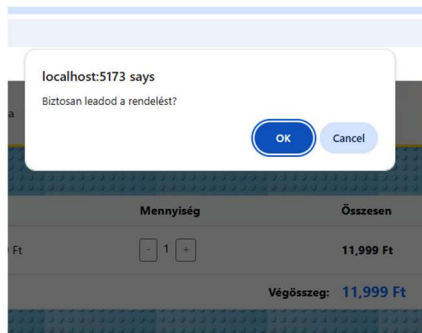 localhost:5173 says
Biztosan leadod a rendelést?
OK Cancel
a
Mennyiség Összesen
Ft - 1 + 11,999 Ft
Végösszeg: 11,999 Ft